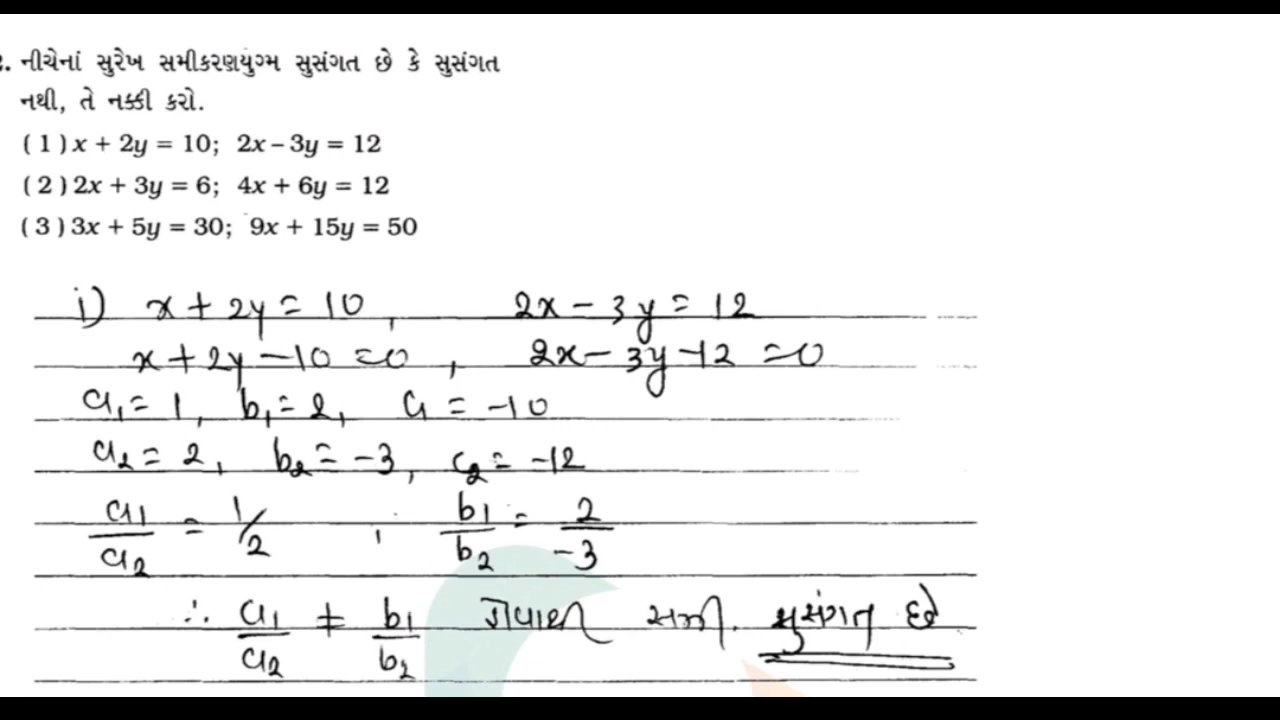 નીચેનાં સુરેખ સમીકરણયુગ્મ સુસંગત છે કે સુસંગત
નથી, તે નક્કી કરો.
(1) x + 2y = 10; 2x – 3y = 12
(2) 2x + 3y = 6; 4x + 6y = 12
(3) 3x + 5y = 30; 9x + 15y = 50
i) x + 2y = 10, 2x – 3y = 12
x + 2y – 10 = 0, 2x – 3y – 12 = 0
a₁ = 1, b₁ = 2, c₁ = -10
a₂ = 2, b₂ = -3, c₂ = -12
a₁/a₂ = 1/2, b₁/b₂ = 2/-3
∴ a₁/a₂ ≠ b₁/b₂ હોવાથી સમી. સુસંગત છે